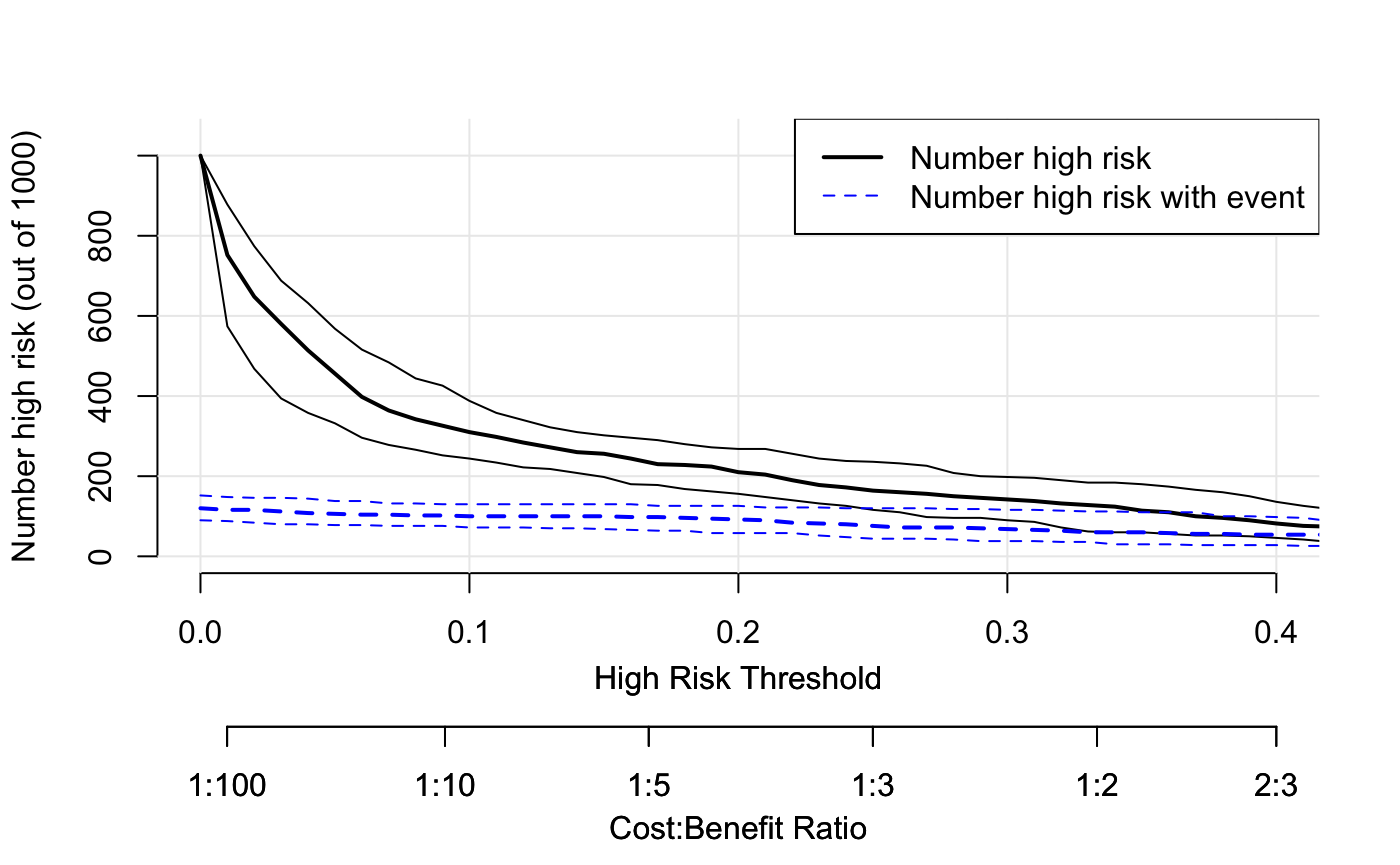 Number high risk (out of 1000)
800
600
400
200
0
Number high risk
Number high risk with event
0.0 0.1 0.2 0.3 0.4
High Risk Threshold
1:100 1:10 1:5 1:3 1:2 2:3
Cost:Benefit Ratio